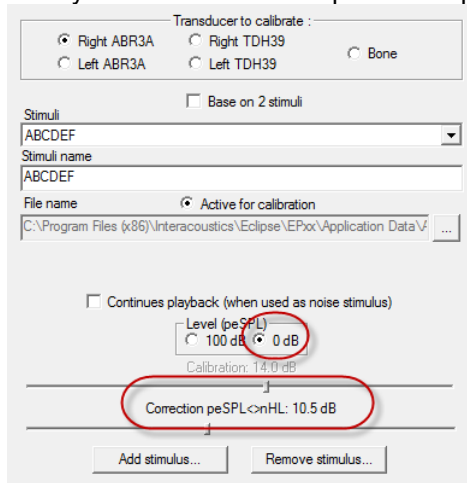 Transducer to calibrate :
Right ABR3A Right TDH39
Bone
Left ABR3A Left TDH39
Base on 2 stimuli
Stimuli
ABCDEF
Stimuli name
ABCDEF
File name Active for calibration
C:\Program Files (x86)\Interacoustics\Eclipse\EPxx\Application Data\ ...
Continues playback (when used as noise stimulus)
Level (peSPL)
100 dB 0 dB
Calibration: 14.0 dB
Correction peSPL<>nHL: 10.5 dB
Add stimulus... Remove stimulus...